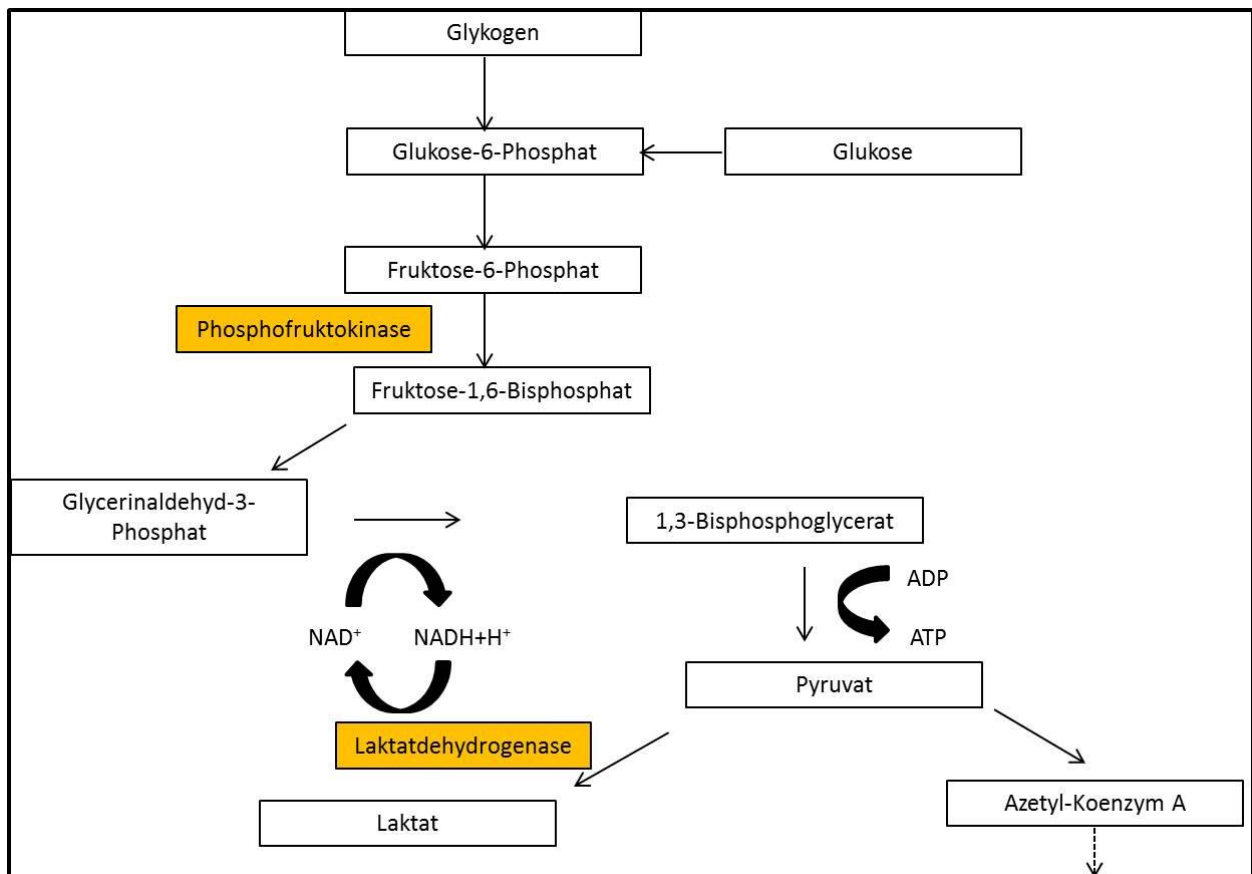 Glykogen
Glukose-6-Phosphat
Glukose
Fruktose-6-Phosphat
Phosphofruktokinase
Fruktose-1,6-Bisphosphat
Glycerinaldehyd-3-
Phosphat
1,3-Bisphosphoglycerat
ADP
ATP
NAD⁺
NADH+H⁺
Pyruvat
Laktatdehydrogenase
Laktat
Azetyl-Koenzym A